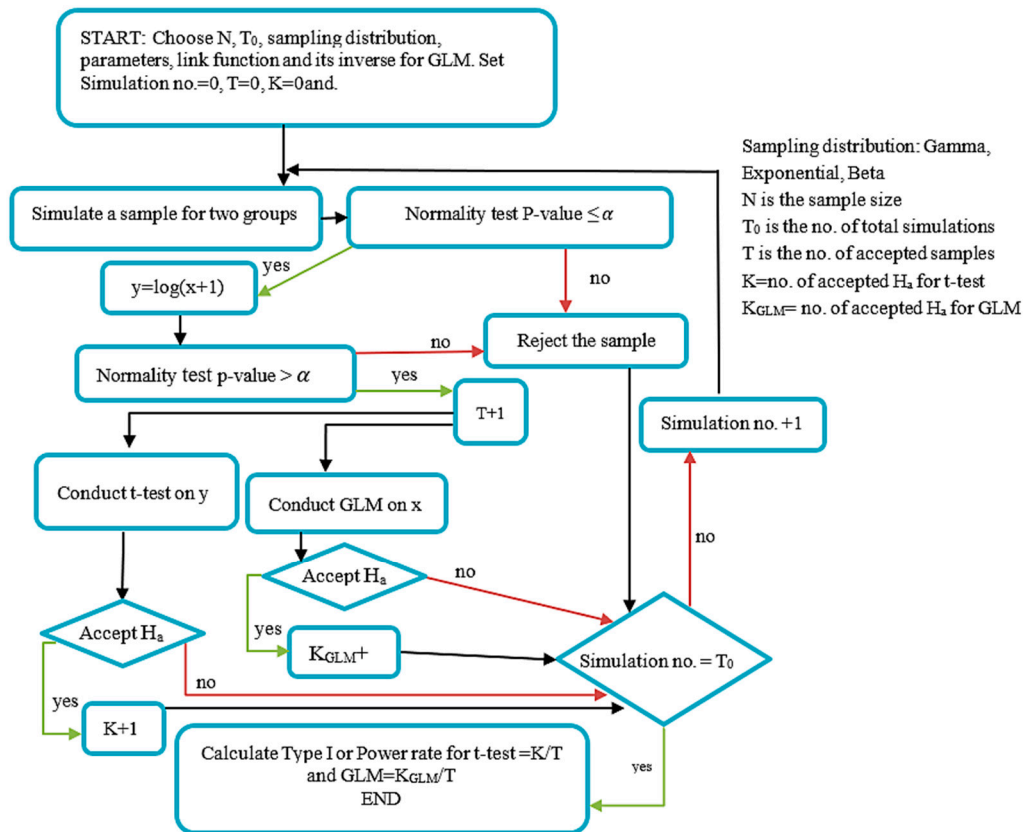 START: Choose N, T₀, sampling distribution,
parameters, link function and its inverse for GLM. Set
Simulation no.=0, T=0, K=0and.
Sampling distribution: Gamma,
Exponential, Beta
N is the sample size
T₀ is the no. of total simulations
T is the no. of accepted samples
K=no. of accepted Hₐ for t-test
K_GLM= no. of accepted Hₐ for GLM
Simulate a sample for two groups
Normality test P-value ≤ α
yes
no
y=log(x+1)
Reject the sample
no
Normality test p-value > α
yes
T+1
Simulation no. +1
Conduct t-test on y
Conduct GLM on x
no
Accept Hₐ
no
yes
K_GLM+
Accept Hₐ
Simulation no. = T₀
no
yes
K+1
Calculate Type I or Power rate for t-test =K/T
and GLM=K_GLM/T
END
yes